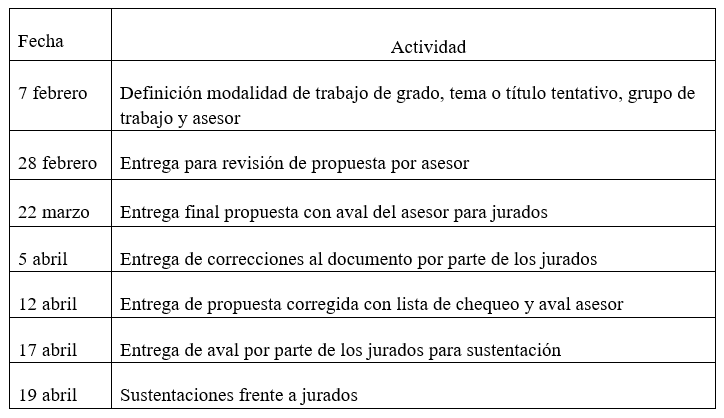 Fecha
Actividad
7 febrero
Definición modalidad de trabajo de grado, tema o título tentativo, grupo de
trabajo y asesor
28 febrero
Entrega para revisión de propuesta por asesor
22 marzo
Entrega final propuesta con aval del asesor para jurados
5 abril
Entrega de correcciones al documento por parte de los jurados
12 abril
Entrega de propuesta corregida con lista de chequeo y aval asesor
17 abril
Entrega de aval por parte de los jurados para sustentación
19 abril
Sustentaciones frente a jurados